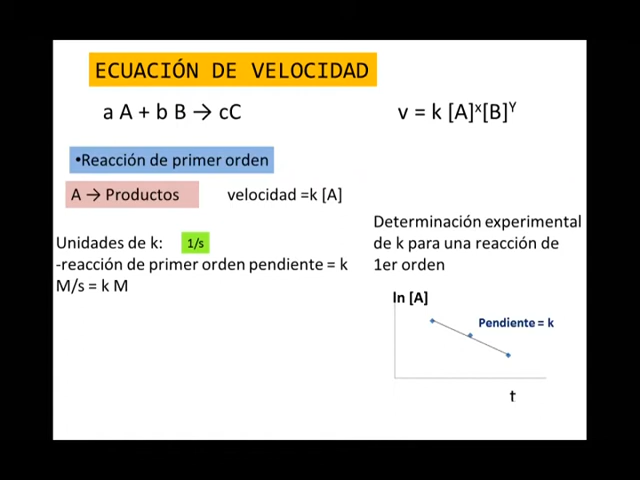 ECUACIÓN DE VELOCIDAD
a A + b B → cC
v = k [A]ˣ[B]ʸ
•Reacción de primer orden
A → Productos
velocidad =k [A]
Unidades de k:
1/s
-reacción de primer orden pendiente = k
M/s = k M
Determinación experimental
de k para una reacción de
1er orden
ln [A]
Pendiente = k
t